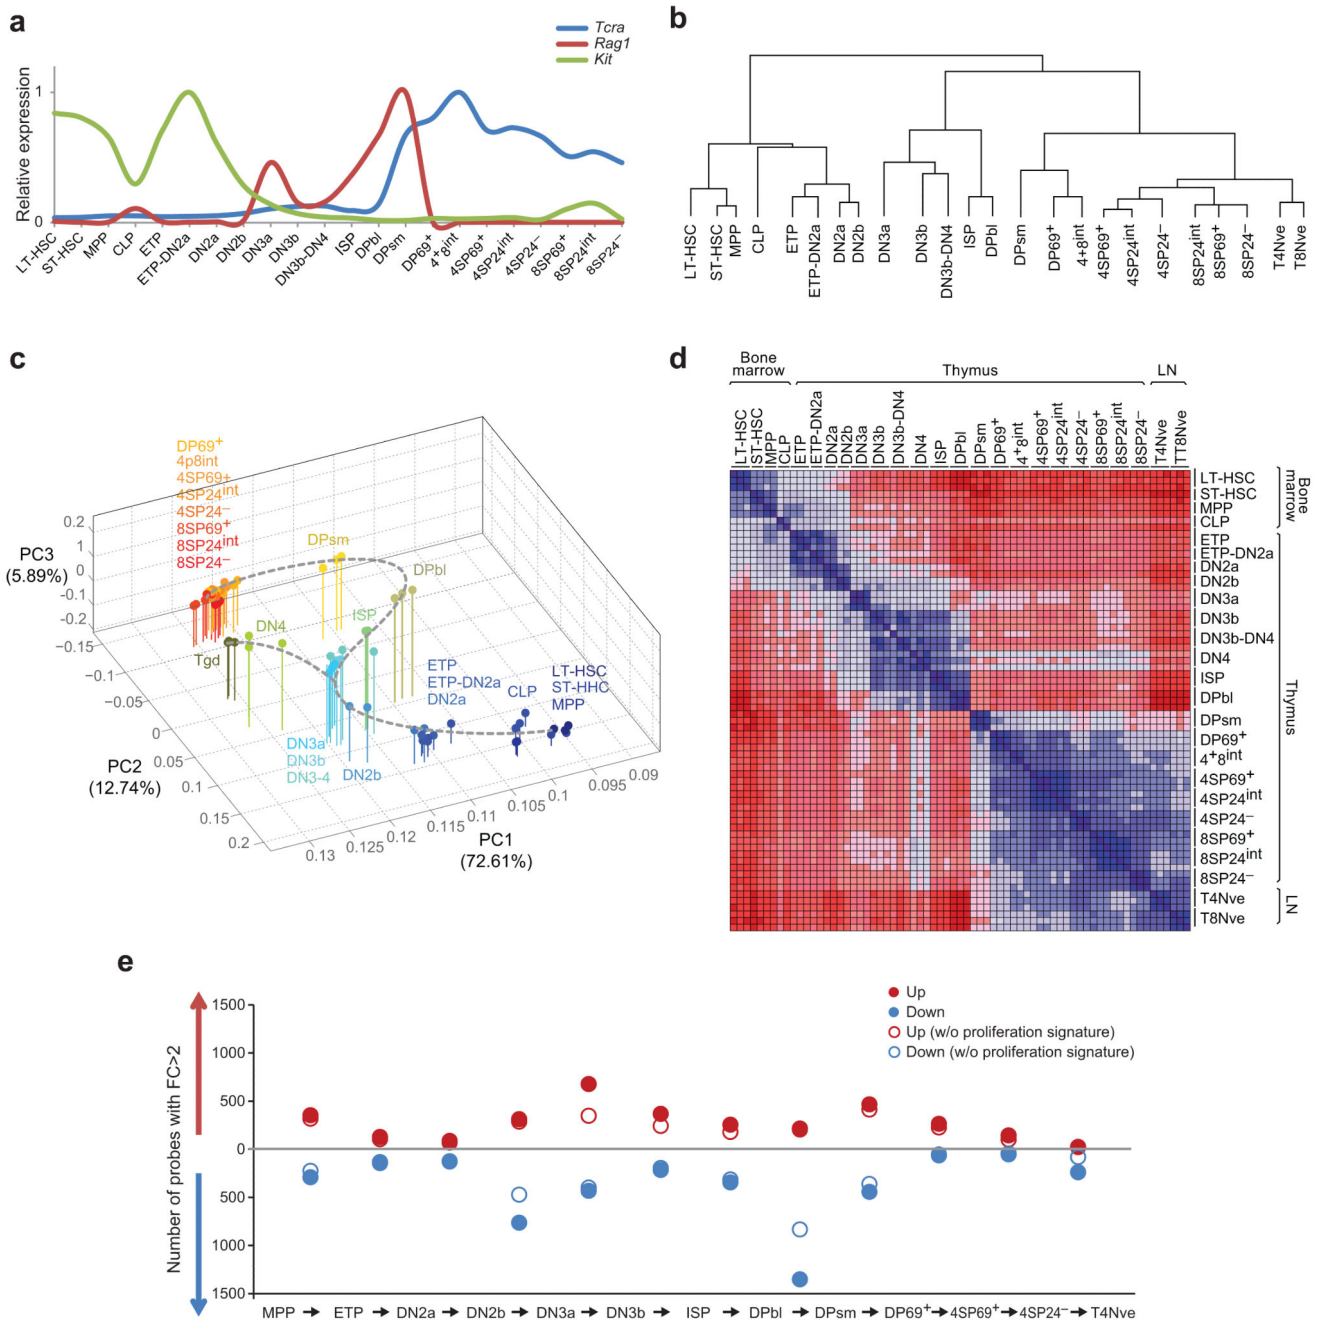 a
Tcra
Rag1
Kit
Relative expression
1
0
LT-HSC
ST-HSC
MPP
CLP
ETP
ETP-DN2a
DN2a
DN2b
DN3a
DN3b
DN3b-DN4
ISP
DPbl
DPsm
DP69+
4+8int
4SP69+
4SP24int
4SP24−
8SP69+
8SP24int
8SP24−
b
LT-HSC
ST-HSC
MPP
CLP
ETP
ETP-DN2a
DN2a
DN2b
DN3a
DN3b
DN3b-DN4
ISP
DPbl
DPsm
DP69+
4+8int
4SP69+
4SP24int
4SP24−
8SP24int
8SP69+
8SP24−
T4Nve
T8Nve
c
DP69+
4p8int
4SP69+
4SP24int
4SP24−
8SP69+
8SP24int
8SP24−
DPsm
DPbl
ISP
DN4
Tgd
ETP
ETP-DN2a
DN2a
CLP
LT-HSC
ST-HHC
MPP
DN3a
DN3b
DN3-4
DN2b
PC3
(5.89%)
0.2
1
0
−0.1
−0.2
PC2
(12.74%)
−0.15
−0.1
−0.05
0
0.05
0.1
0.15
0.2
PC1
(72.61%)
0.13
0.125
0.12
0.115
0.11
0.105
0.1
0.095
0.09
d
Bone
marrow
Thymus
LN
LT-HSC
ST-HSC
MPP
CLP
ETP
ETP-DN2a
DN2a
DN2b
DN3a
DN3b
DN3b-DN4
DN4
ISP
DPbl
DPsm
DP69+
4+8int
4SP69+
4SP24int
4SP24−
8SP69+
8SP24int
8SP24−
T4Nve
TT8Nve
LT-HSC
ST-HSC
MPP
CLP
ETP
ETP-DN2a
DN2a
DN2b
DN3a
DN3b
DN3b-DN4
DN4
ISP
DPbl
DPsm
DP69+
4+8int
4SP69+
4SP24int
4SP24−
8SP69+
8SP24int
8SP24−
T4Nve
T8Nve
Bone
marrow
Thymus
LN
e
Number of probes with FC>2
1500
1000
500
0
500
1000
1500
Up
Down
Up (w/o proliferation signature)
Down (w/o proliferation signature)
MPP → ETP → DN2a → DN2b → DN3a → DN3b → ISP → DPbl → DPsm → DP69+ → 4SP69+ → 4SP24− → T4Nve